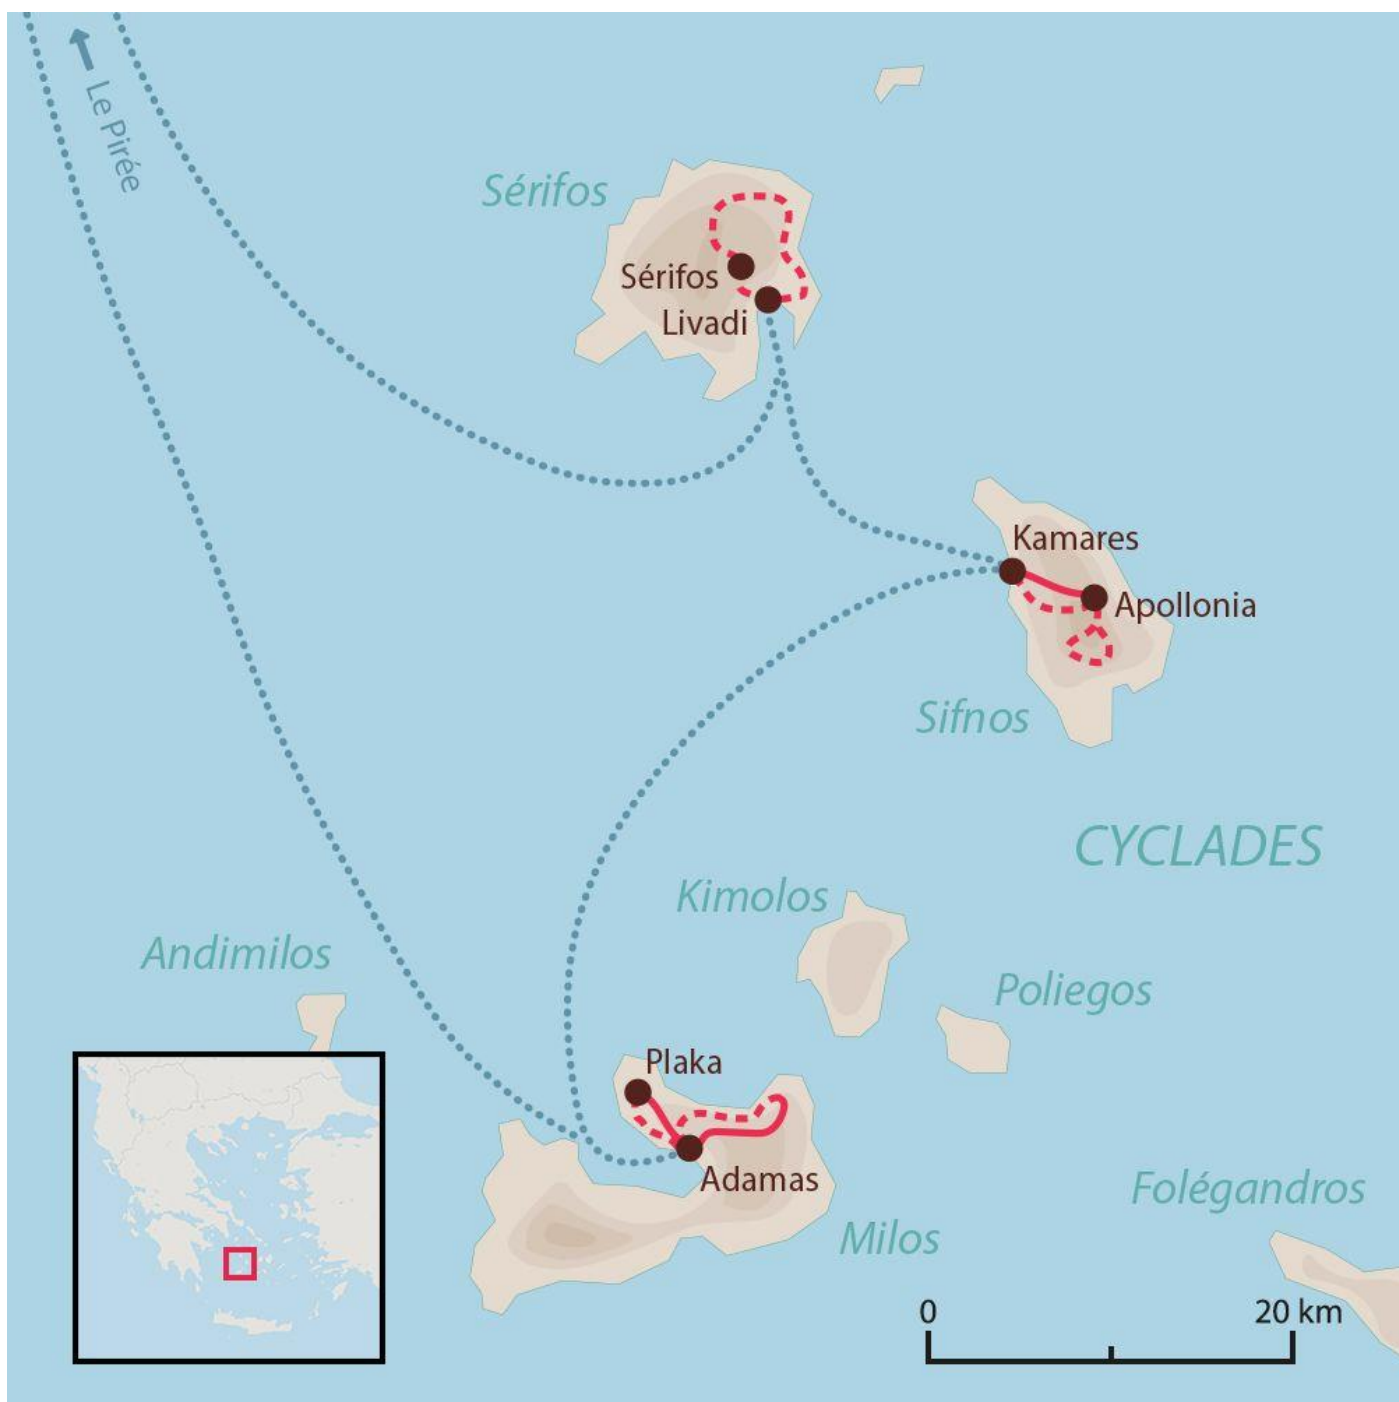 Le Pirée
Sérifos
Sérifos
Livadi
Kamares
Apollonia
Sifnos
CYCLADES
Kimolos
Andimilos
Poliegos
Plaka
Adamas
Folégandros
Milos
0
20 km